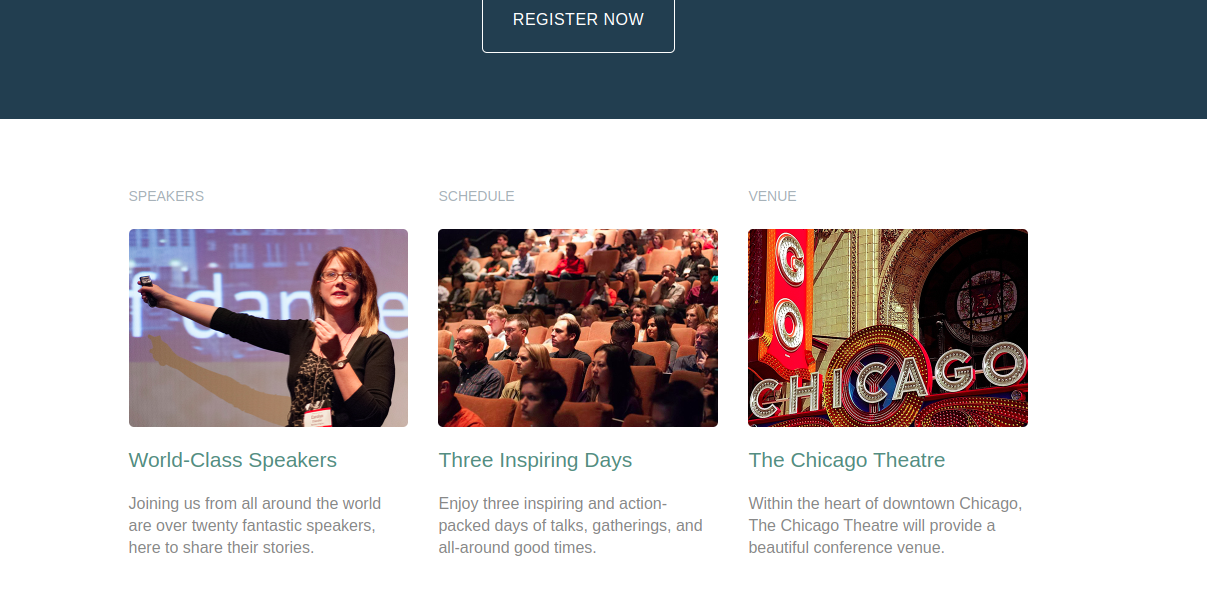 REGISTER NOW
SPEAKERS
SCHEDULE
VENUE
f dance
CO
CHICAGO
World-Class Speakers
Three Inspiring Days
The Chicago Theatre
Joining us from all around the world
are over twenty fantastic speakers,
here to share their stories.
Enjoy three inspiring and action-
packed days of talks, gatherings, and
all-around good times.
Within the heart of downtown Chicago,
The Chicago Theatre will provide a
beautiful conference venue.